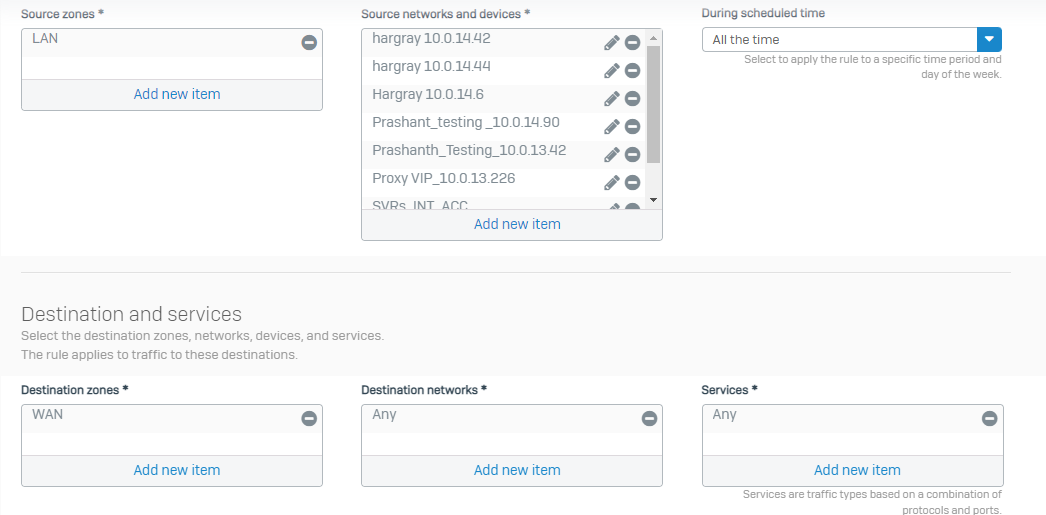 Source zones *
LAN
Add new item
Source networks and devices *
hargray 10.0.14.42
hargray 10.0.14.44
Hargray 10.0.14.6
Prashant_testing _10.0.14.90
Prashanth_Testing_10.0.13.42
Proxy VIP_10.0.13.226
SVRs_INT_ACC
Add new item
During scheduled time
All the time
Select to apply the rule to a specific time period and
day of the week.
Destination and services
Select the destination zones, networks, devices, and services.
The rule applies to traffic to these destinations.
Destination zones *
WAN
Add new item
Destination networks *
Any
Add new item
Services *
Any
Add new item
Services are traffic types based on a combination of
protocols and ports.